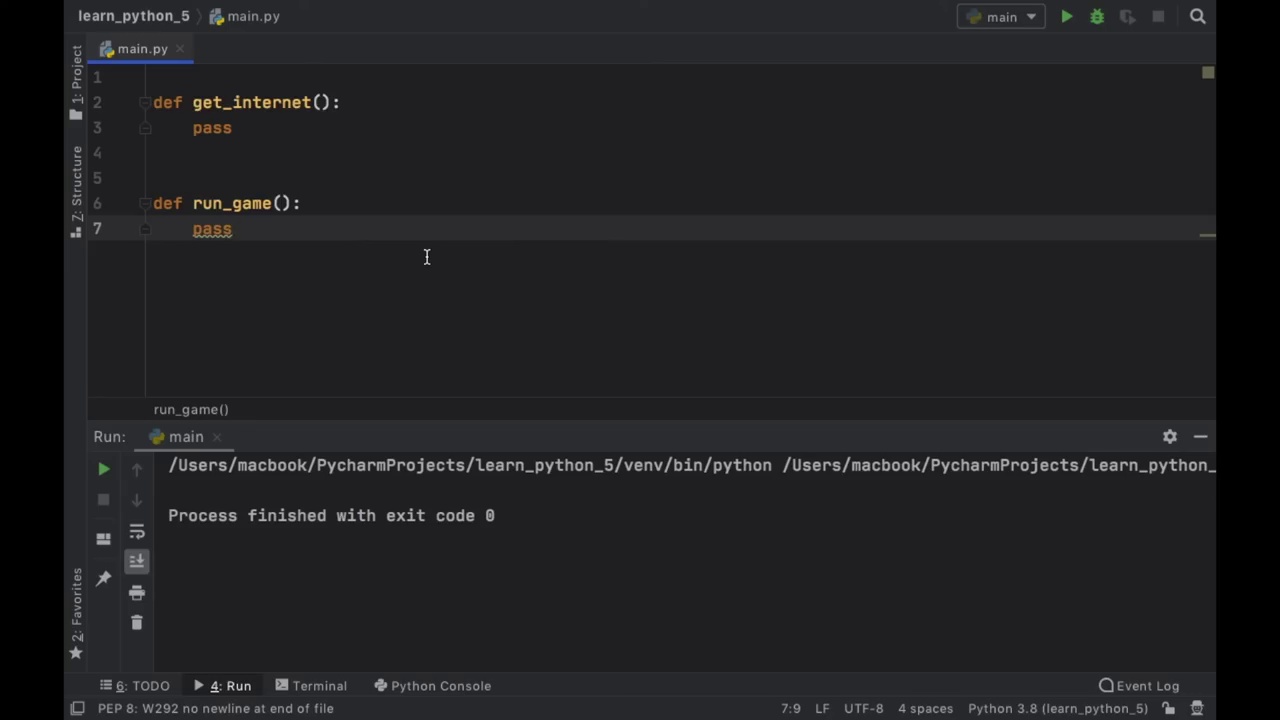 learn_python_5 main.py main
main.py
1: Project
7: Structure
2: Favorites
1
2 def get_internet():
3 pass
4
5
6 def run_game():
7 pass
run_game()
Run: main
/Users/macbook/PycharmProjects/learn_python_5/venv/bin/python /Users/macbook/PycharmProjects/learn_python_
Process finished with exit code 0
6: TODO 4: Run Terminal Python Console Event Log
PEP 8: W292 no newline at end of file 7:9 LF UTF-8 4 spaces Python 3.8 (learn_python_5)